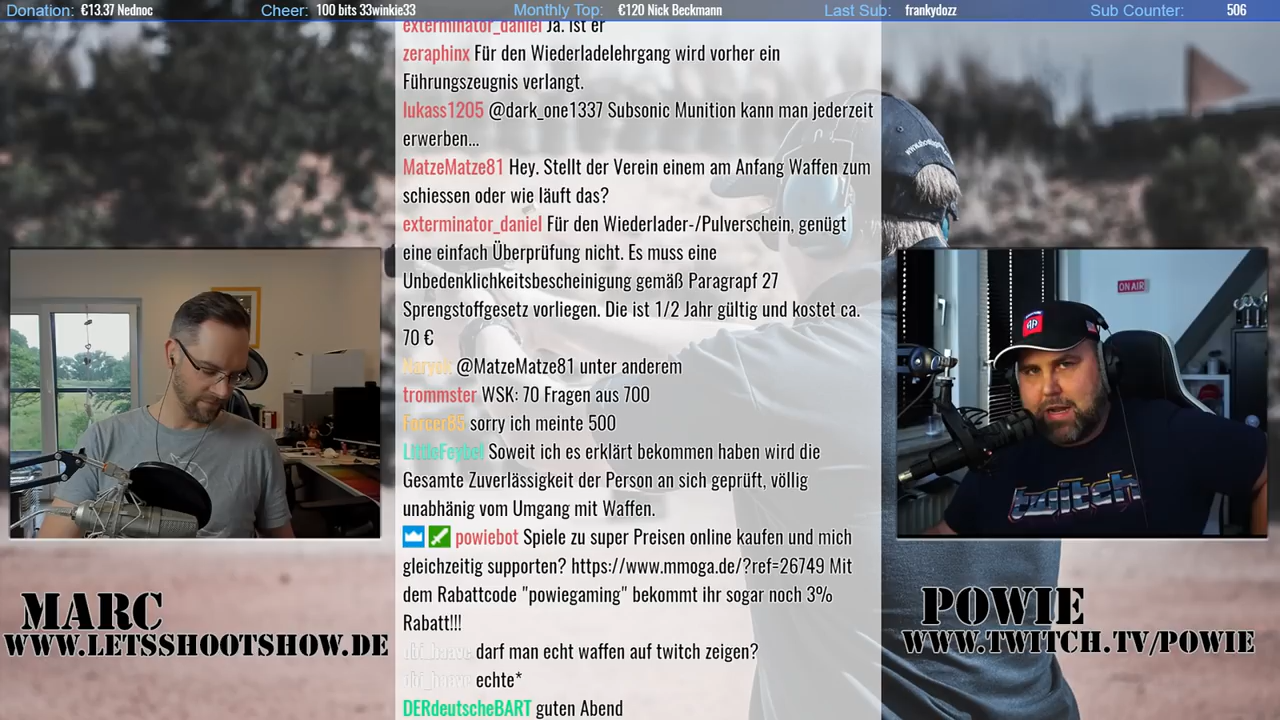 Donation: €13.37 Nednoc Cheer: 100 bits 33winkie33 Monthly Top: €120 Nick Beckmann Last Sub: frankydozz Sub Counter: 506
exterminator_daniel Ja. ist er
zeraphinx Für den Wiederladelehrgang wird vorher ein
Führungszeugnis verlangt.
lukass1205 @dark_one1337 Subsonic Munition kann man jederzeit
erwerben...
MatzeMatze81 Hey. Stellt der Verein einem am Anfang Waffen zum
schiessen oder wie läuft das?
exterminator_daniel Für den Wiederlader-/Pulverschein, genügt
eine einfach Überprüfung nicht. Es muss eine
Unbedenklichkeitsbescheinigung gemäß Paragrapf 27
Sprengstoffgesetz vorliegen. Die ist 1/2 Jahr gültig und kostet ca.
70 €
@MatzeMatze81 unter anderem
trommster WSK: 70 Fragen aus 700
Forcer85 sorry ich meinte 500
LittleFeybel Soweit ich es erklärt bekommen haben wird die
Gesamte Zuverlässigkeit der Person an sich geprüft, völlig
unabhänig vom Umgang mit Waffen.
powiebot Spiele zu super Preisen online kaufen und mich
gleichzeitig supporten? https://www.mmoga.de/?ref=26749 Mit
dem Rabattcode "powiegaming" bekommt ihr sogar noch 3%
Rabatt!!!
darf man echt waffen auf twitch zeigen?
echte*
DERdeutscheBART guten Abend
ON AIR
twitch
MARC
WWW.LETSSHOOTSHOW.DE
POWIE
WWW.TWITCH.TV/POWIE